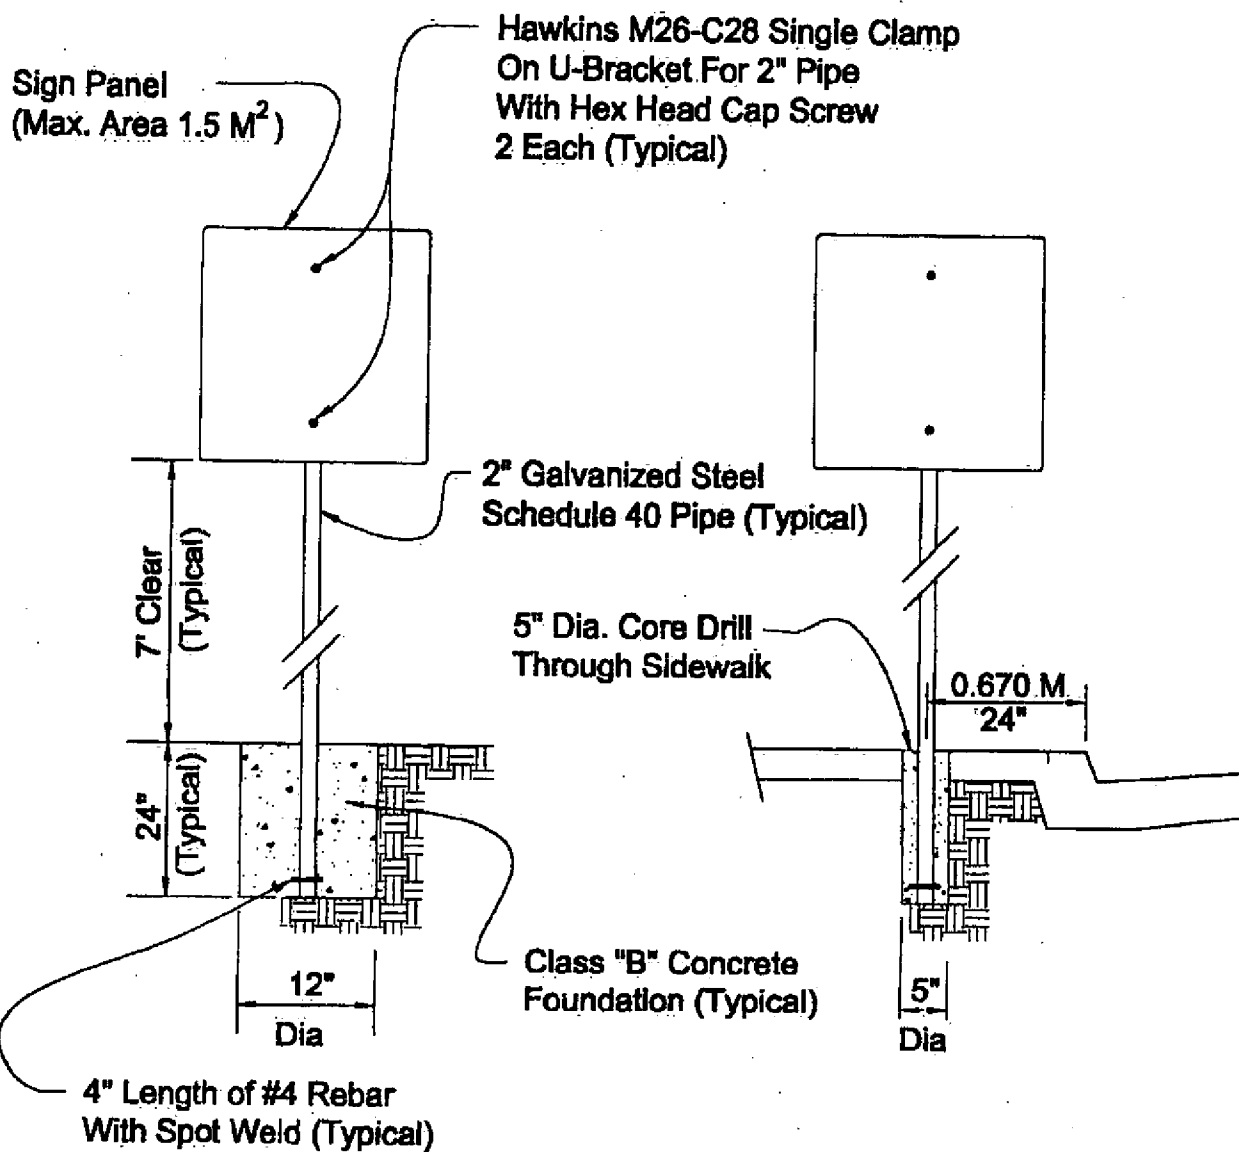 Hawkins M26-C28 Single Clamp
On U-Bracket For 2" Pipe
With Hex Head Cap Screw
2 Each (Typical)
Sign Panel
(Max. Area 1.5 M²)
2" Galvanized Steel
Schedule 40 Pipe (Typical)
7' Clear
(Typical)
5" Dia. Core Drill
Through Sidewalk
0.670 M
24"
24"
(Typical)
Class "B" Concrete
Foundation (Typical)
12"
Dia
5"
Dia
4" Length of #4 Rebar
With Spot Weld (Typical)